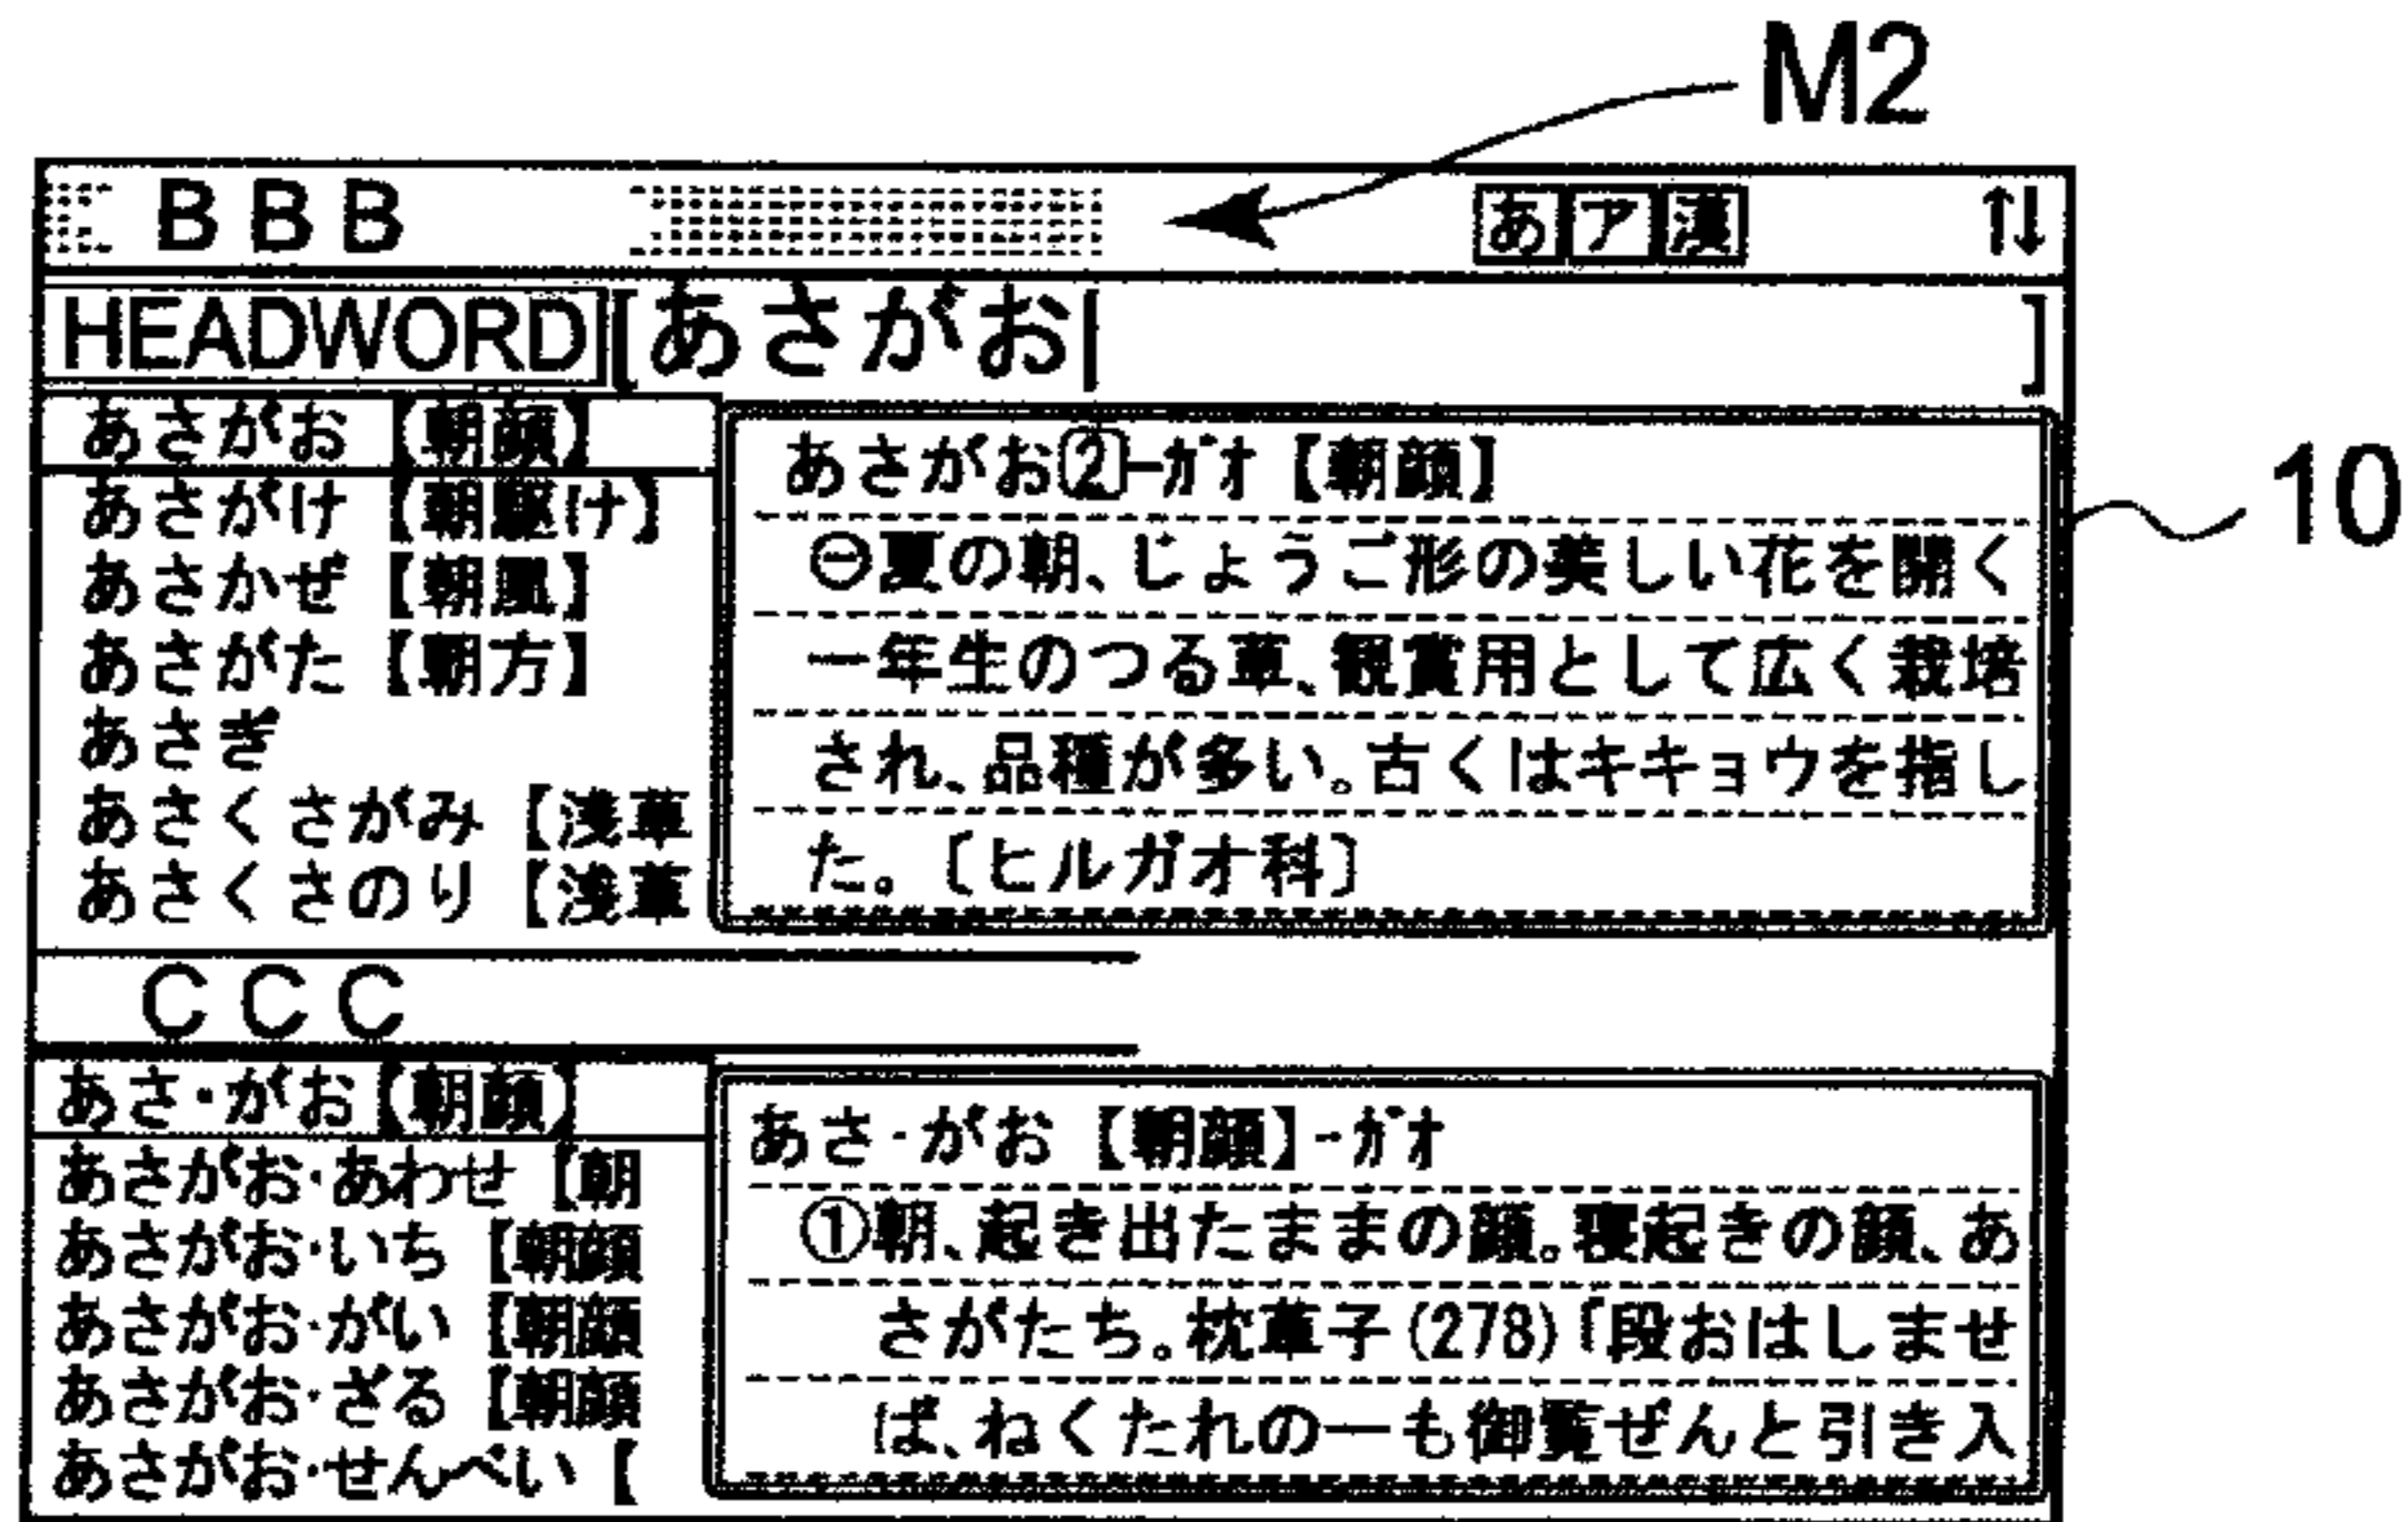 M2
BBB あア漢 ↑↓
HEADWORD [あさがお| ]
あさがお【朝顔】
あさがけ【朝駆け】
あさかぜ【朝風】
あさがた【朝方】
あさぎ
あさくさがみ【浅草
あさくさのり【浅草
あさがお②-ｶﾞｵ【朝顔】
㊀夏の朝、じょうご形の美しい花を開く
一年生のつる草、観賞用として広く栽培
され、品種が多い。古くはキキョウを指し
た。〔ヒルガオ科〕
10
CCC
あさ・がお【朝顔】
あさがお・あわせ【朝
あさがお・いち【朝顔
あさがお・がい【朝顔
あさがお・ざる【朝顔
あさがお・せんべい【
あさ・がお【朝顔】-ｶﾞｵ
①朝、起き出たままの顔。寝起きの顔、あ
さがたち。枕草子(278)「段おはしませ
ば、ねくたれの一も御覧ぜんと引き入